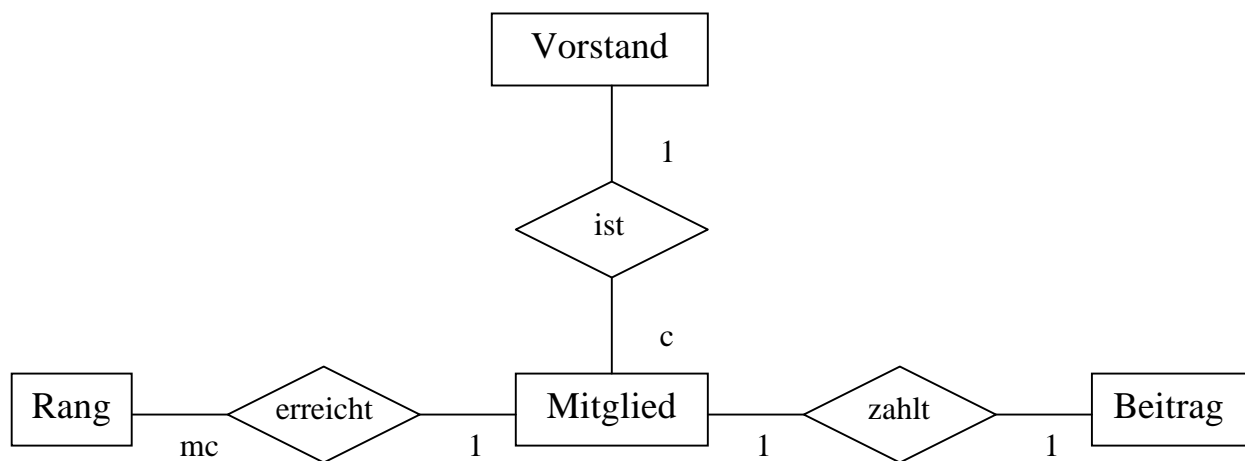 Vorstand
1
ist
c
Rang
mc
erreicht
1
Mitglied
1
zahlt
1
Beitrag